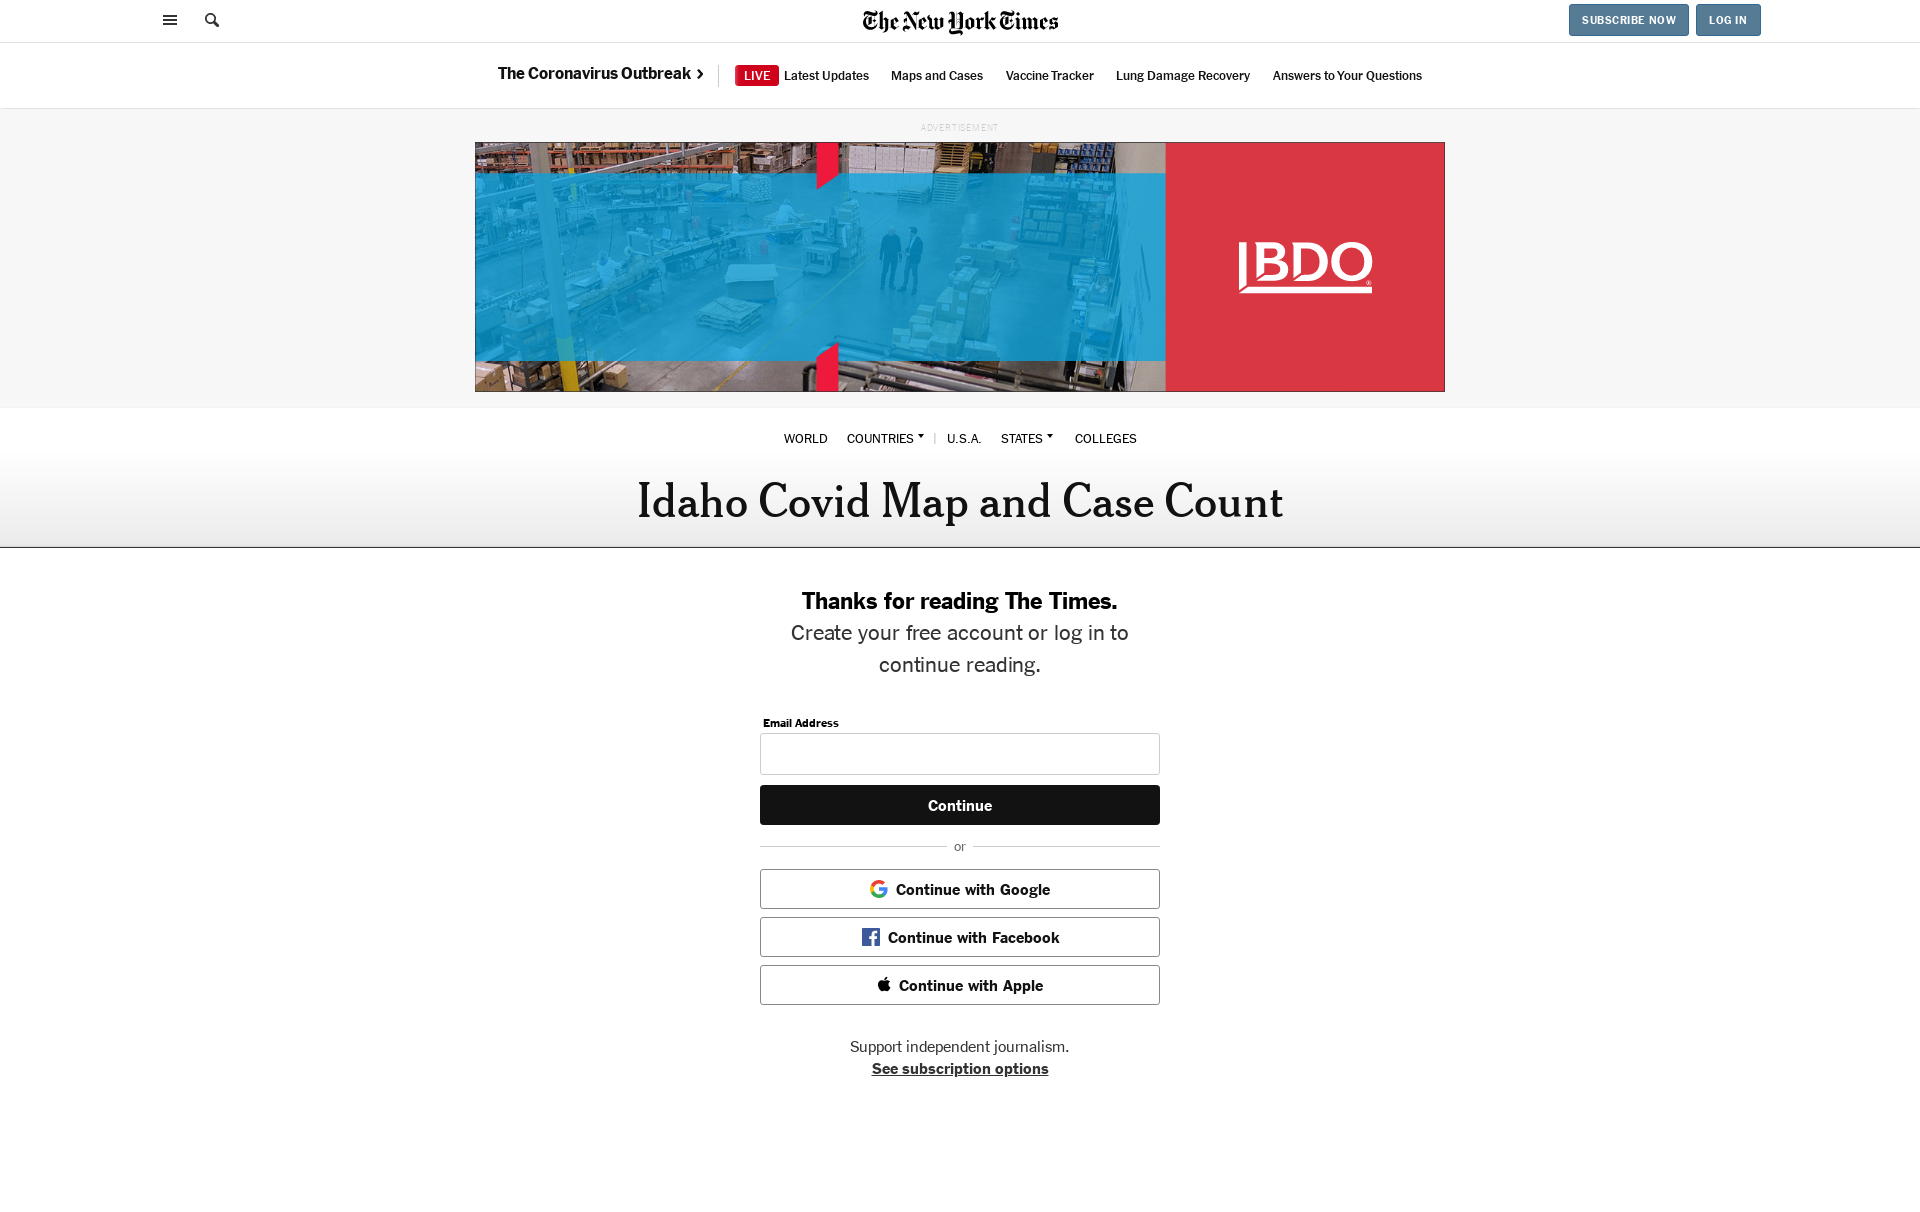 The New York Times
SUBSCRIBE NOW
LOG IN
The Coronavirus Outbreak
LIVE Latest Updates
Maps and Cases
Vaccine Tracker
Lung Damage Recovery
Answers to Your Questions
ADVERTISEMENT
BDO
WORLD
COUNTRIES
U.S.A.
STATES
COLLEGES
Idaho Covid Map and Case Count
Thanks for reading The Times.
Create your free account or log in to
continue reading.
Email Address
Continue
or
Continue with Google
Continue with Facebook
Continue with Apple
Support independent journalism.
See subscription options